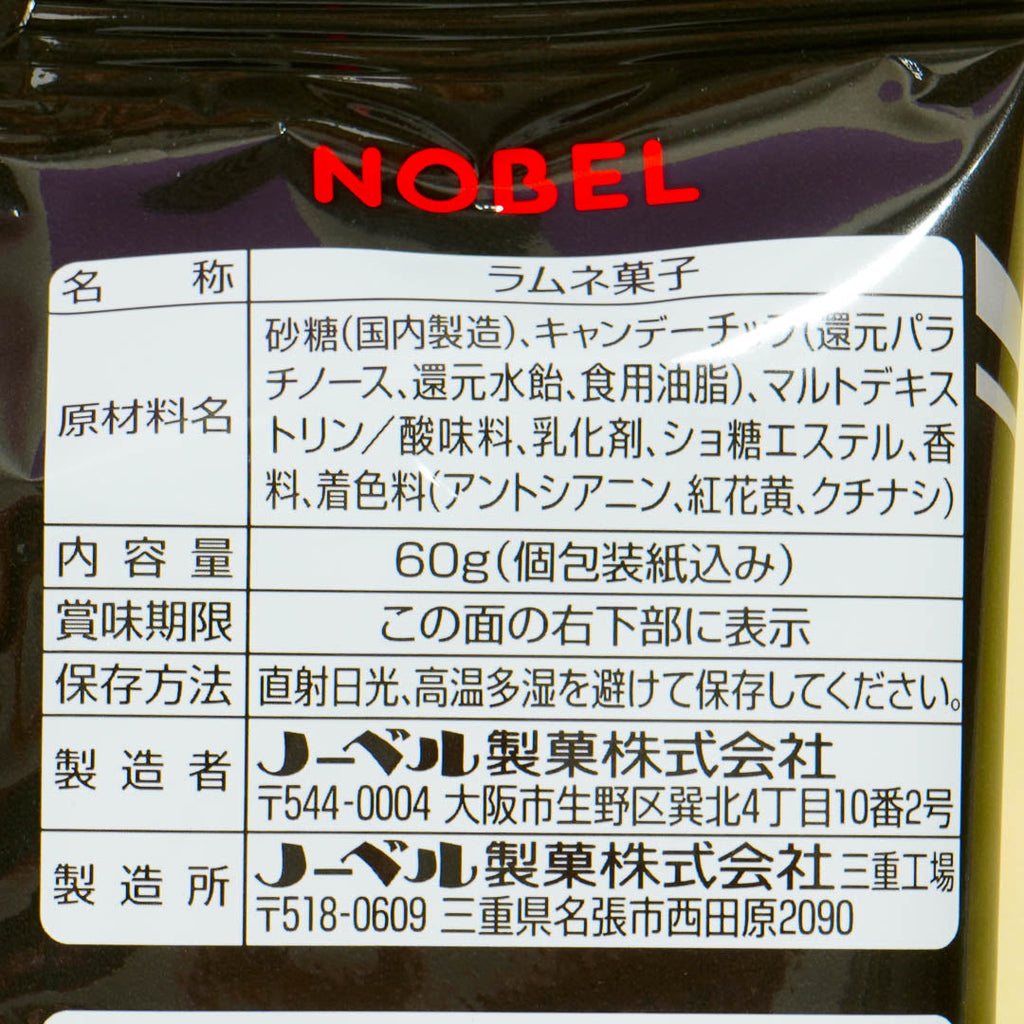 NOBEL
名称 ラムネ菓子
原材料名
砂糖(国内製造)、キャンデーチップ(還元パラ
チノース、還元水飴、食用油脂)、マルトデキス
トリン／酸味料、乳化剤、ショ糖エステル、香
料、着色料(アントシアニン、紅花黄、クチナシ)
内容量 60g(個包装紙込み)
賞味期限 この面の右下部に表示
保存方法 直射日光、高温多湿を避けて保存してください。
製造者 ノーベル製菓株式会社
〒544-0004 大阪市生野区巽北4丁目10番2号
製造所 ノーベル製菓株式会社三重工場
〒518-0609 三重県名張市西田原2090